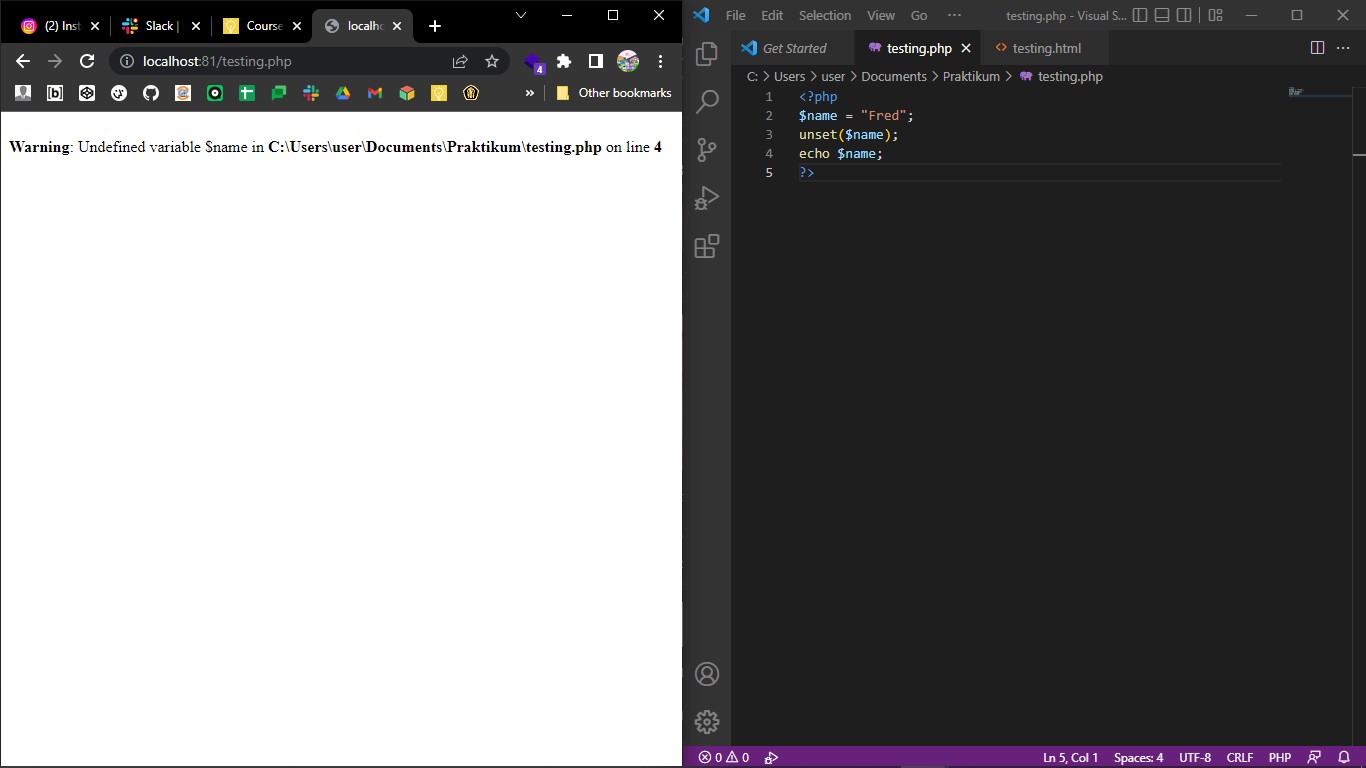 (2) Inst
Slack |
Course
localho
localhost:81/testing.php
4
» Other bookmarks
Warning: Undefined variable $name in C:\Users\user\Documents\Praktikum\testing.php on line 4
File Edit Selection View Go ··· testing.php - Visual S...
Get Started testing.php testing.html ···
C: > Users > user > Documents > Praktikum > testing.php
1 <?php
2 $name = "Fred";
3 unset($name);
4 echo $name;
5 ?>
0 0 Ln 5, Col 1 Spaces: 4 UTF-8 CRLF PHP